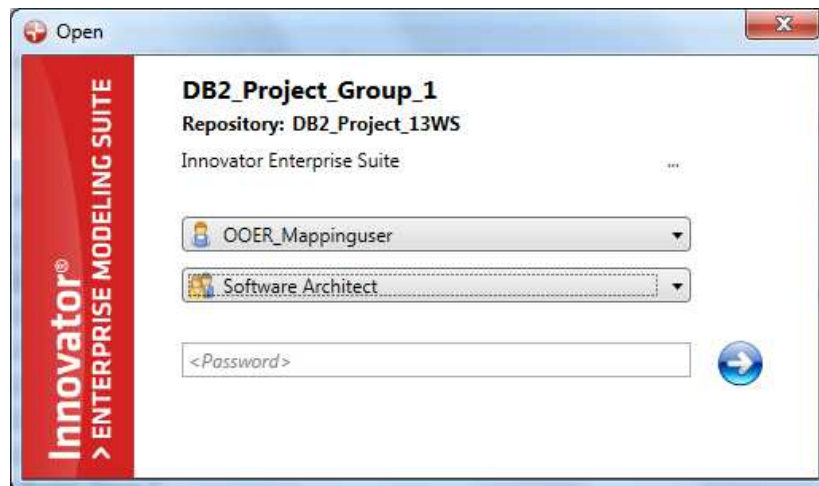 Open
Innovator®
> ENTERPRISE MODELING SUITE
DB2_Project_Group_1
Repository: DB2_Project_13WS
Innovator Enterprise Suite ...
OOER_Mappinguser
Software Architect
<Password>